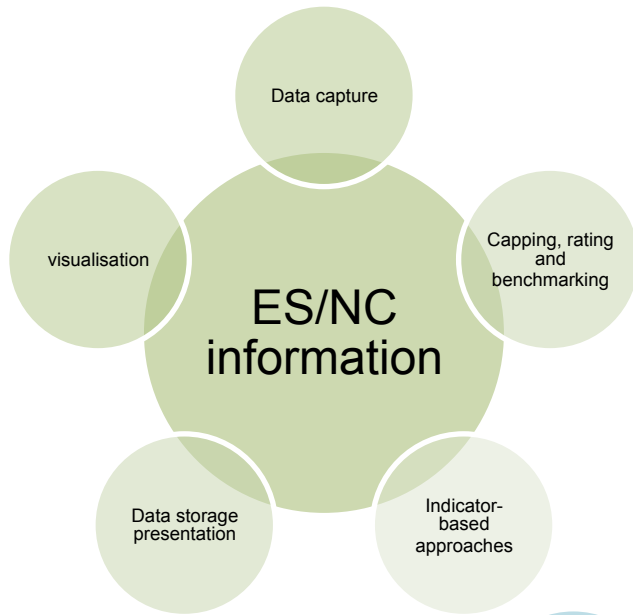 Data capture
Capping, rating
and
benchmarking
visualisation
ES/NC
information
Data storage
presentation
Indicator-
based
approaches